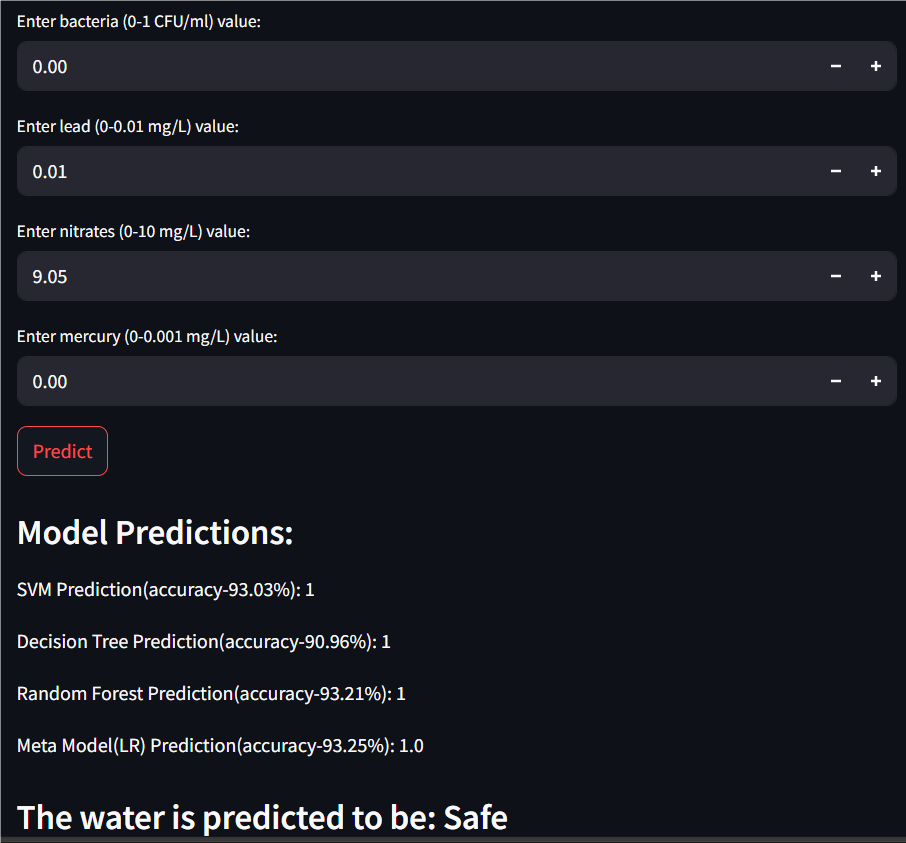 Enter bacteria (0-1 CFU/ml) value:
0.00
Enter lead (0-0.01 mg/L) value:
0.01
Enter nitrates (0-10 mg/L) value:
9.05
Enter mercury (0-0.001 mg/L) value:
0.00
Predict
Model Predictions:
SVM Prediction(accuracy-93.03%): 1
Decision Tree Prediction(accuracy-90.96%): 1
Random Forest Prediction(accuracy-93.21%): 1
Meta Model(LR) Prediction(accuracy-93.25%): 1.0
The water is predicted to be: Safe